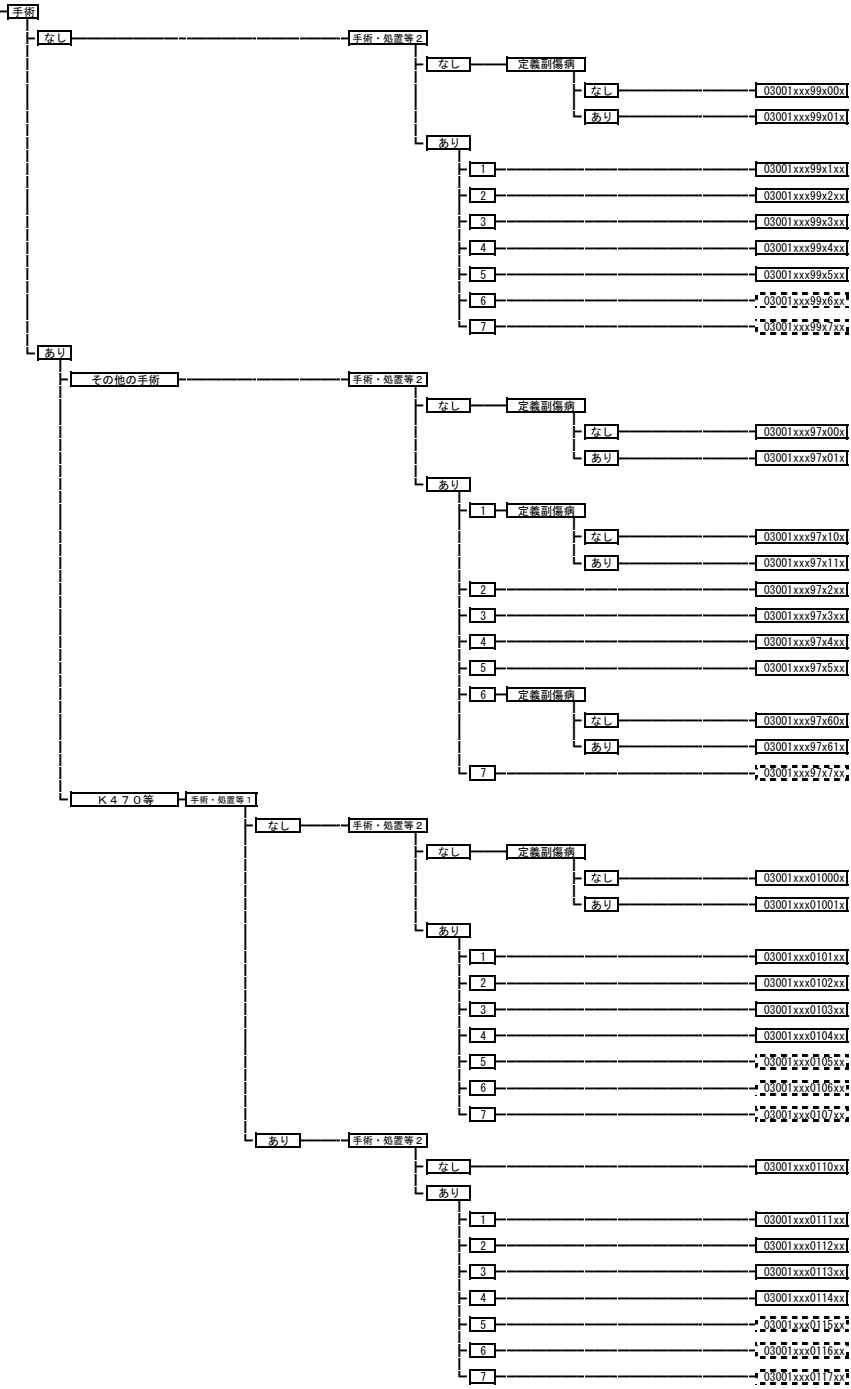 手術
なし
手術・処置等2
なし
定義副傷病
なし
03001xxx99x00x
あり
03001xxx99x01x
あり
1
03001xxx99x1xx
2
03001xxx99x2xx
3
03001xxx99x3xx
4
03001xxx99x4xx
5
03001xxx99x5xx
6
03001xxx99x6xx
7
03001xxx99x7xx
あり
その他の手術
手術・処置等2
なし
定義副傷病
なし
03001xxx97x00x
あり
03001xxx97x01x
あり
1
定義副傷病
なし
03001xxx97x10x
あり
03001xxx97x11x
2
03001xxx97x2xx
3
03001xxx97x3xx
4
03001xxx97x4xx
5
03001xxx97x5xx
6
定義副傷病
なし
03001xxx97x60x
あり
03001xxx97x61x
7
03001xxx97x7xx
K470等
手術・処置等1
なし
手術・処置等2
なし
定義副傷病
なし
03001xxx01000x
あり
03001xxx01001x
あり
1
03001xxx0101xx
2
03001xxx0102xx
3
03001xxx0103xx
4
03001xxx0104xx
5
03001xxx0105xx
6
03001xxx0106xx
7
03001xxx0107xx
あり
手術・処置等2
なし
03001xxx0110xx
あり
1
03001xxx0111xx
2
03001xxx0112xx
3
03001xxx0113xx
4
03001xxx0114xx
5
03001xxx0115xx
6
03001xxx0116xx
7
03001xxx0117xx